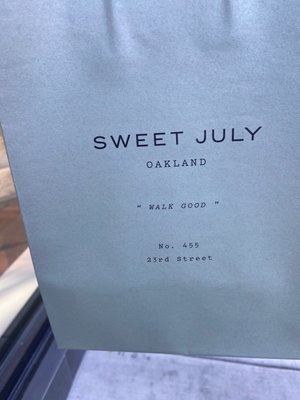 SWEET JULY
OAKLAND
“ WALK GOOD ”
No. 455
23rd Street